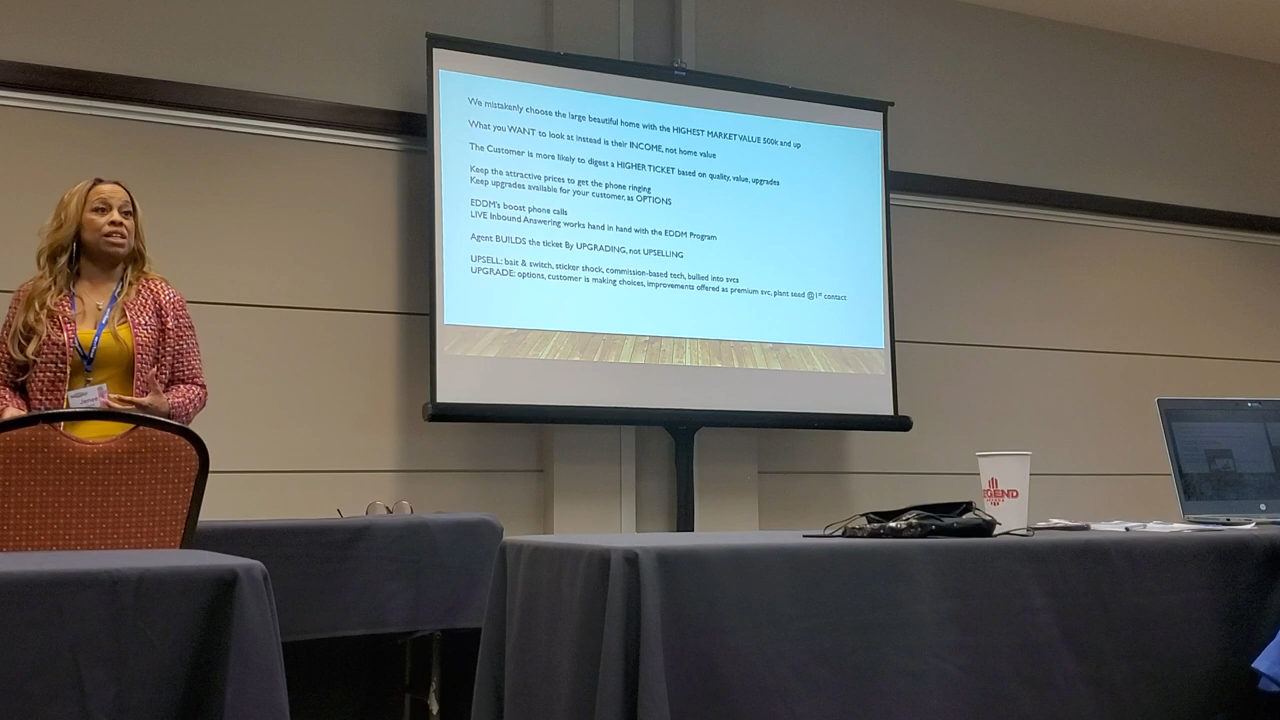 We mistakenly choose the large beautiful home with the HIGHEST MARKET VALUE 500k and up
What you WANT to look at instead is their INCOME, not home value
The Customer is more likely to digest a HIGHER TICKET based on quality, value, upgrades
Keep the attractive prices to get the phone ringing
Keep upgrades available for your customer, as OPTIONS
EDDM's boost phone calls
LIVE Inbound Answering works hand in hand with the EDDM Program
Agent BUILDS the ticket By UPGRADING, not UPSELLING
UPSELL: bait & switch, sticker shock, commission-based tech, bullied into svcs
UPGRADE: options, customer is making choices, improvements offered as premium svc, plant seed @1st contact
EGEND